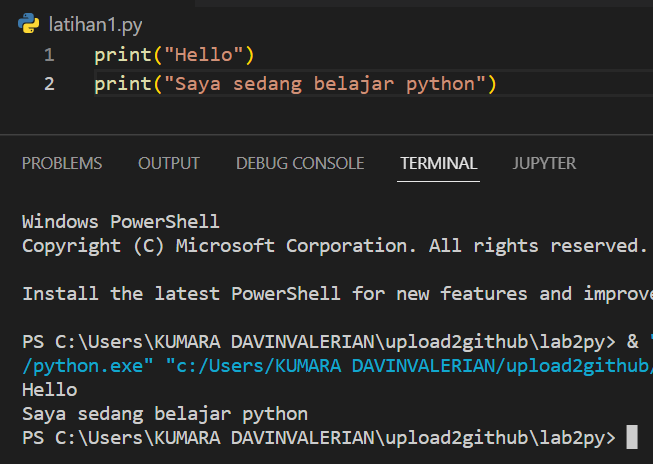 latihan1.py
1 print("Hello")
2 print("Saya sedang belajar python")
PROBLEMS OUTPUT DEBUG CONSOLE TERMINAL JUPYTER
Windows PowerShell
Copyright (C) Microsoft Corporation. All rights reserved.
Install the latest PowerShell for new features and improve
PS C:\Users\KUMARA DAVINVALERIAN\upload2github\lab2py> & "
/python.exe" "c:/Users/KUMARA DAVINVALERIAN/upload2github/
Hello
Saya sedang belajar python
PS C:\Users\KUMARA DAVINVALERIAN\upload2github\lab2py>